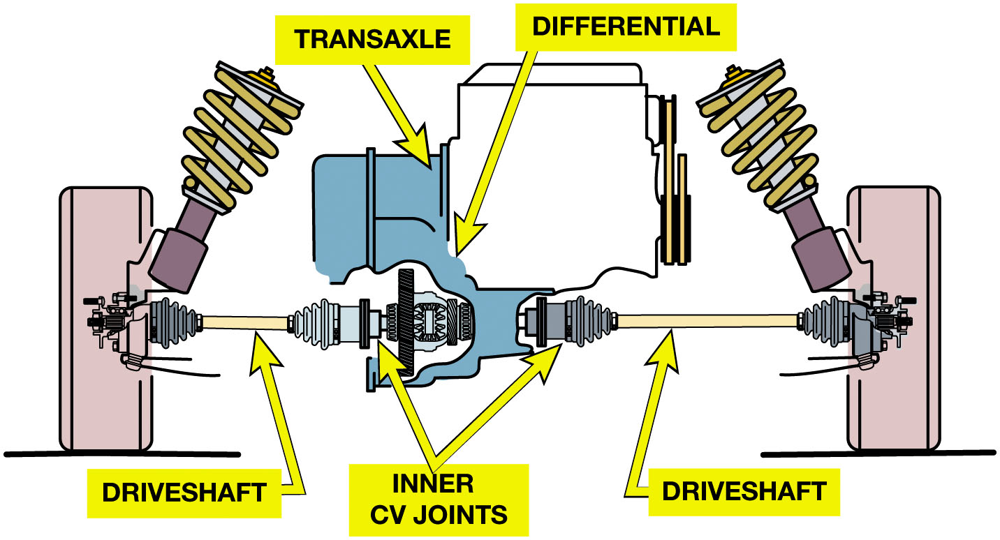 TRANSAXLE
DIFFERENTIAL
DRIVESHAFT
INNER
CV JOINTS
DRIVESHAFT